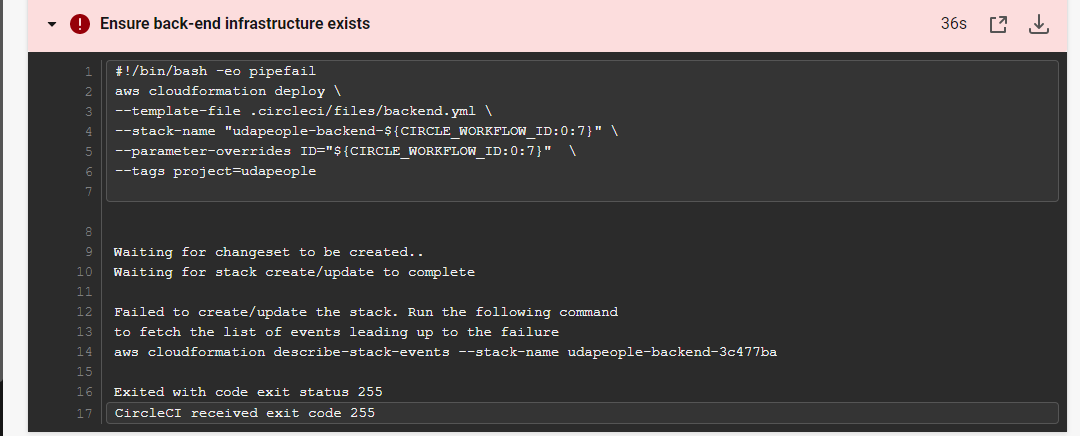 Ensure back-end infrastructure exists 36s
1 #!/bin/bash -eo pipefail
2 aws cloudformation deploy \
3 --template-file .circleci/files/backend.yml \
4 --stack-name "udapeople-backend-${CIRCLE_WORKFLOW_ID:0:7}" \
5 --parameter-overrides ID="${CIRCLE_WORKFLOW_ID:0:7}"  \
6 --tags project=udapeople
7
8
9 Waiting for changeset to be created..
10 Waiting for stack create/update to complete
11
12 Failed to create/update the stack. Run the following command
13 to fetch the list of events leading up to the failure
14 aws cloudformation describe-stack-events --stack-name udapeople-backend-3c477ba
15
16 Exited with code exit status 255
17 CircleCI received exit code 255